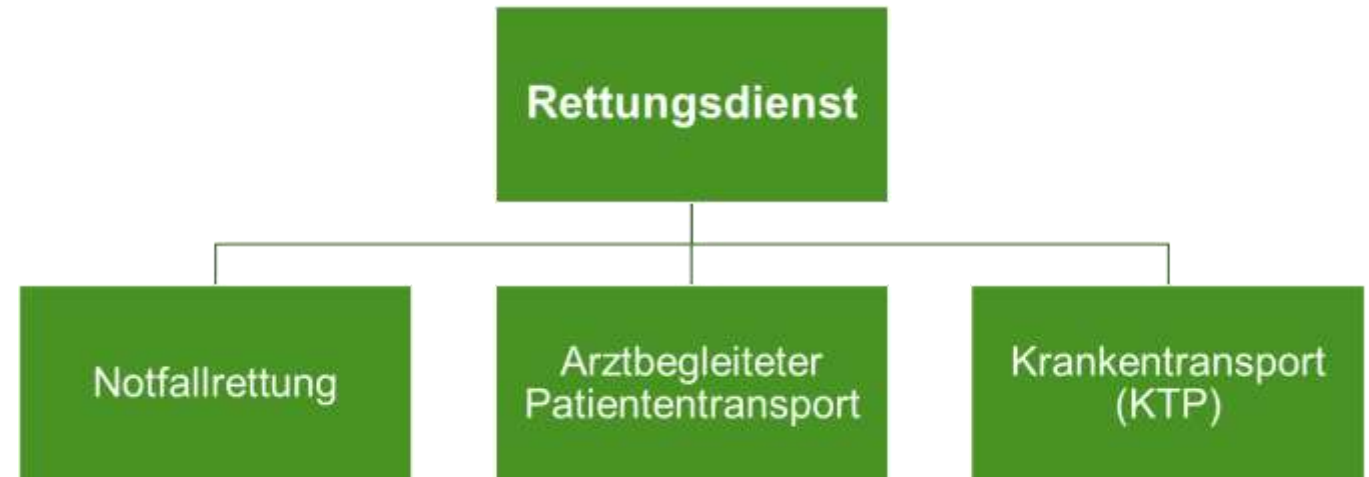 Rettungsdienst
Notfallrettung
Arztbegleiteter
Patiententransport
Krankentransport
(KTP)